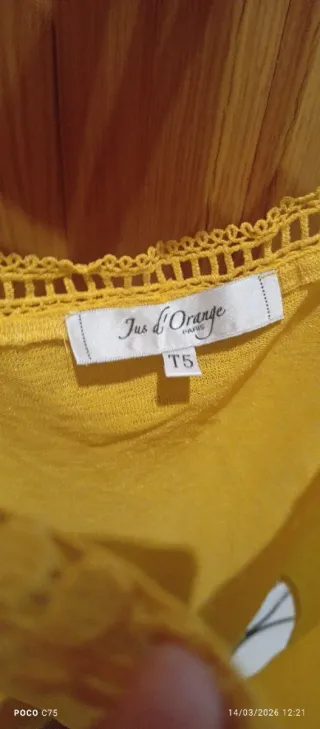 Jus d'Orange
PARIS
T5
POCO C75
14/03/2026 12:21